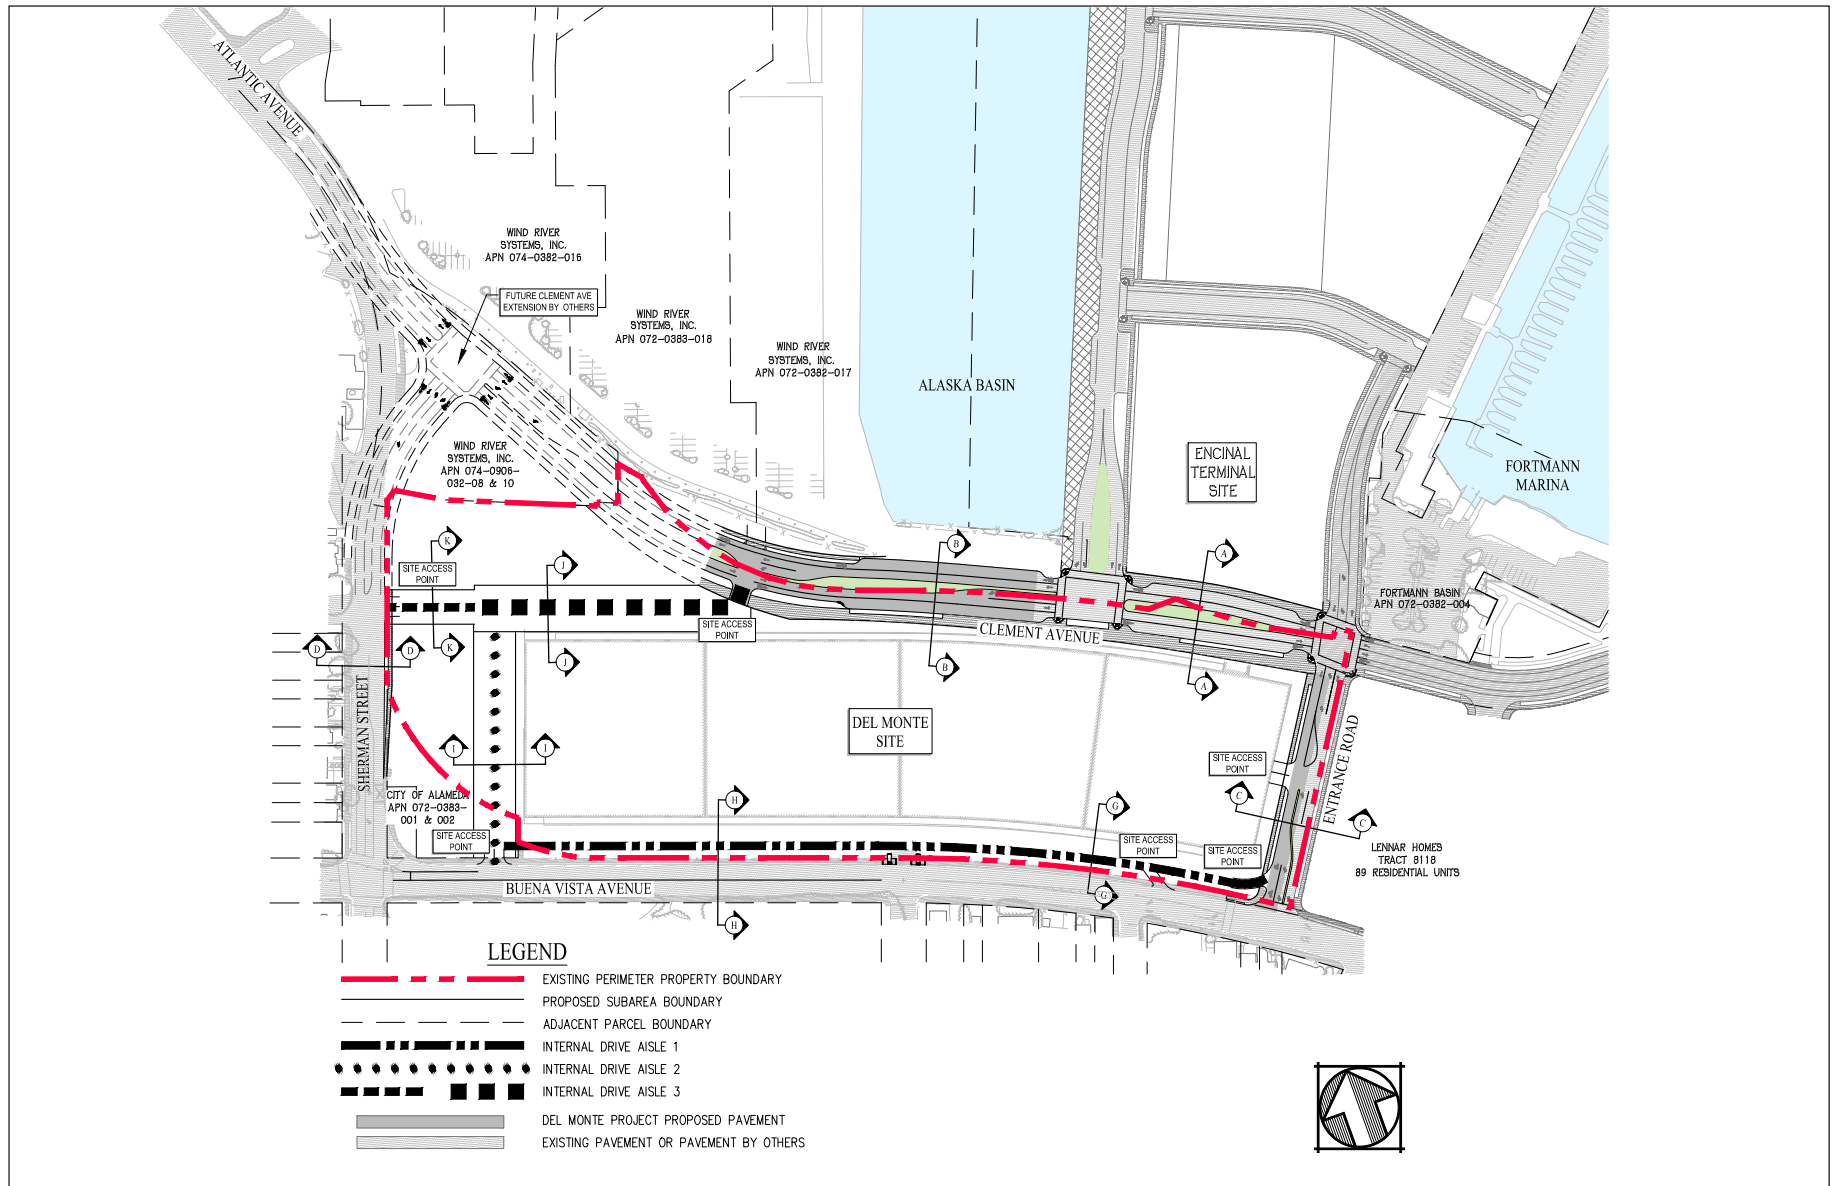 ATLANTIC AVENUE
WIND RIVER
SYSTEMS, INC.
APN 074-0382-016
FUTURE CLEMENT AVE
EXTENSION BY OTHERS
WIND RIVER
SYSTEMS, INC.
APN 072-0383-018
WIND RIVER
SYSTEMS, INC.
APN 072-0382-017
ALASKA BASIN
ENCINAL
TERMINAL
SITE
FORTMANN
MARINA
WIND RIVER
SYSTEMS, INC.
APN 074-0906-
032-08 & 10
K
SITE ACCESS
POINT
J
B
A
FORTMANN BASIN
APN 072-0382-004
SITE ACCESS
POINT
CLEMENT AVENUE
D
D
K
J
B
A
SHERMAN STREET
DEL MONTE
SITE
I
I
SITE ACCESS
POINT
ENTRANCE ROAD
CITY OF ALAMEDA
APN 072-0383-
001 & 002
H
G
C
C
SITE ACCESS
POINT
SITE ACCESS
POINT
SITE ACCESS
POINT
LENNAR HOMES
TRACT 8118
89 RESIDENTIAL UNITS
BUENA VISTA AVENUE
G
H
LEGEND
EXISTING PERIMETER PROPERTY BOUNDARY
PROPOSED SUBAREA BOUNDARY
ADJACENT PARCEL BOUNDARY
INTERNAL DRIVE AISLE 1
INTERNAL DRIVE AISLE 2
INTERNAL DRIVE AISLE 3
DEL MONTE PROJECT PROPOSED PAVEMENT
EXISTING PAVEMENT OR PAVEMENT BY OTHERS